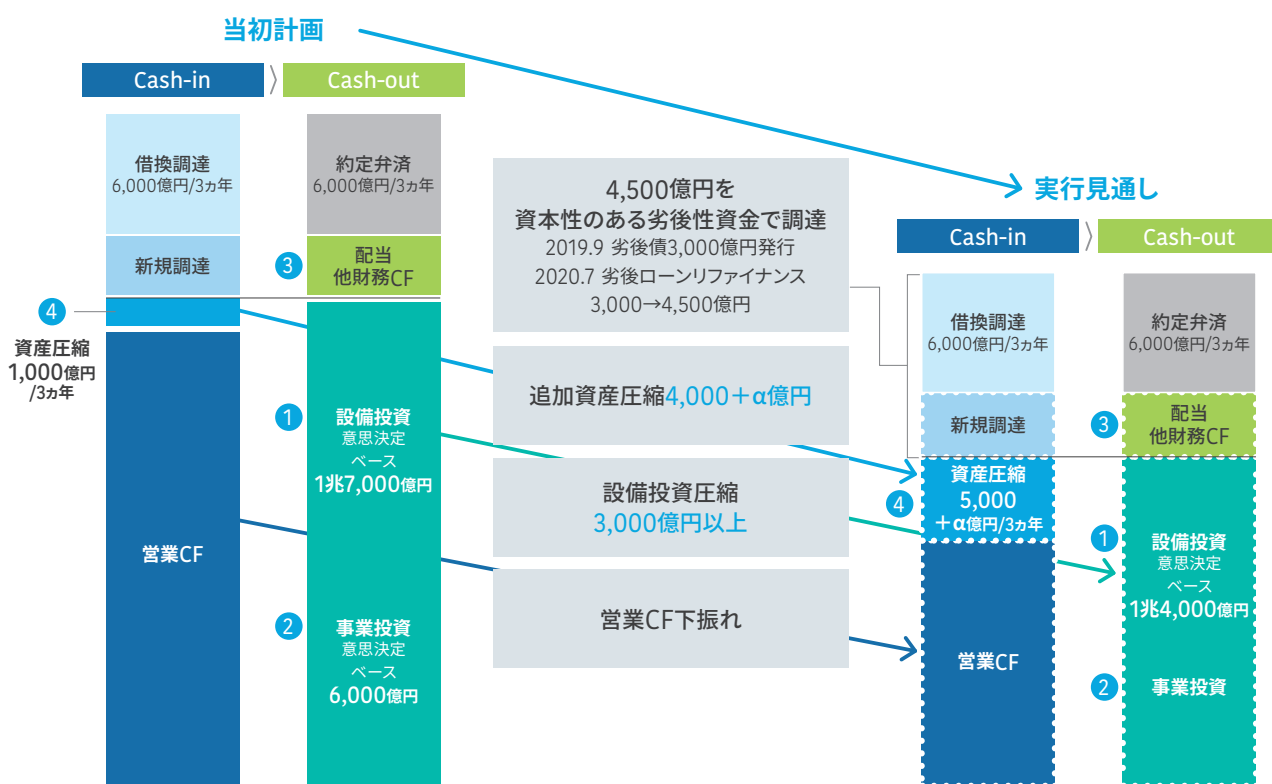 当初計画
Cash-in
Cash-out
借換調達
6,000億円/3ヵ年
新規調達
4
資産圧縮
1,000億円
/3ヵ年
営業CF
約定弁済
6,000億円/3ヵ年
3
配当
他財務CF
1
設備投資
意思決定
ベース
1兆7,000億円
2
事業投資
意思決定
ベース
6,000億円
4,500億円を
資本性のある劣後性資金で調達
2019.9 劣後債3,000億円発行
2020.7 劣後ローンリファイナンス
3,000→4,500億円
追加資産圧縮4,000+α億円
設備投資圧縮
3,000億円以上
営業CF下振れ
実行見通し
Cash-in
Cash-out
借換調達
6,000億円/3ヵ年
新規調達
4
資産圧縮
5,000
+α億円/3ヵ年
営業CF
約定弁済
6,000億円/3ヵ年
3
配当
他財務CF
1
設備投資
意思決定
ベース
1兆4,000億円
2
事業投資